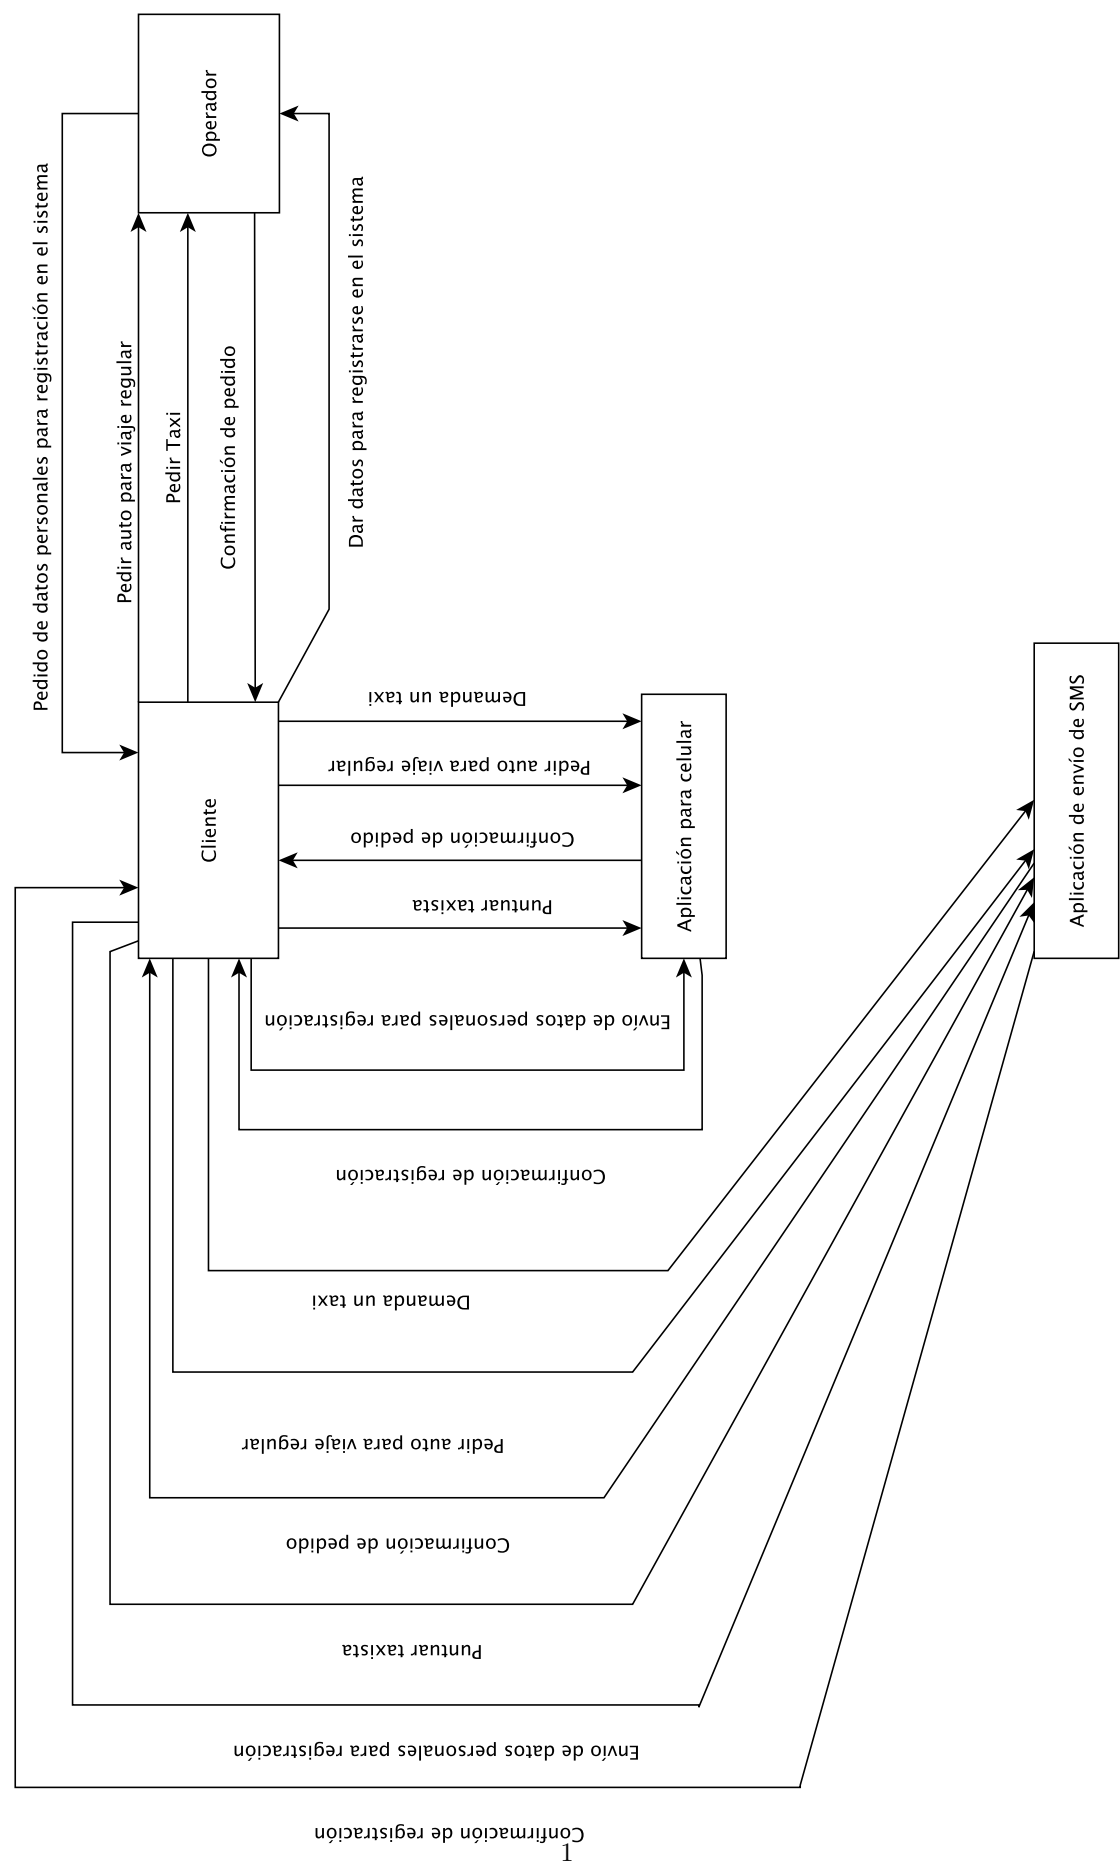 Operador
Pedido de datos personales para registración en el sistema
Pedir auto para viaje regular
Pedir Taxi
Confirmación de pedido
Dar datos para registrarse en el sistema
Cliente
Demanda un taxi
Pedir auto para viaje regular
Confirmación de pedido
Puntuar taxista
Aplicación para celular
Aplicación de envío de SMS
Envío de datos personales para registración
Confirmación de registración
Demanda un taxi
Pedir auto para viaje regular
Confirmación de pedido
Puntuar taxista
Envío de datos personales para registración
Confirmación de registración
1